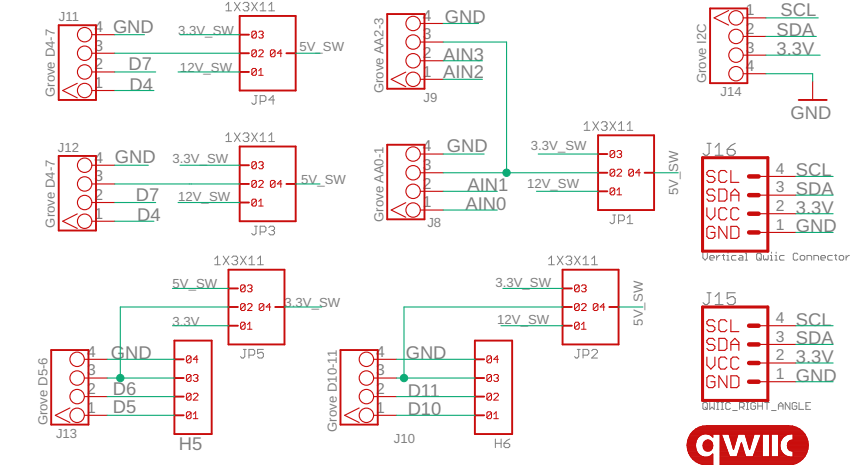 J11
Grove D4-7
4 GND
3
2 D7
1 D4
1X3X11
3.3V_SW 03
02 04 5V_SW
12V_SW 01
JP4
Grove AA2-3
4 GND
3
2 AIN3
1 AIN2
J9
Grove I2C
1 SCL
2 SDA
3 3.3V
4
J14
GND
J12
Grove D4-7
4 GND
3
2 D7
1 D4
1X3X11
3.3V_SW 03
02 04 5V_SW
12V_SW 01
JP3
Grove AA0-1
4 GND
3
2 AIN1
1 AIN0
J8
1X3X11
3.3V_SW 03
02 04 5V_SW
12V_SW 01
JP1
J16
SCL 4 SCL
SDA 3 SDA
VCC 2 3.3V
GND 1 GND
Vertical Qwiic Connector
1X3X11
5V_SW 03
02 04 3.3V_SW
3.3V 01
JP5
Grove D5-6
4 GND 04
3 03
2 D6 02
1 D5 01
J13
H5
1X3X11
3.3V_SW 03
02 04 5V_SW
12V_SW 01
JP2
Grove D10-11
4 GND 04
3 03
2 D11 02
1 D10 01
J10
H6
J15
SCL 4 SCL
SDA 3 SDA
VCC 2 3.3V
GND 1 GND
QWIIC_RIGHT_ANGLE
qwiic